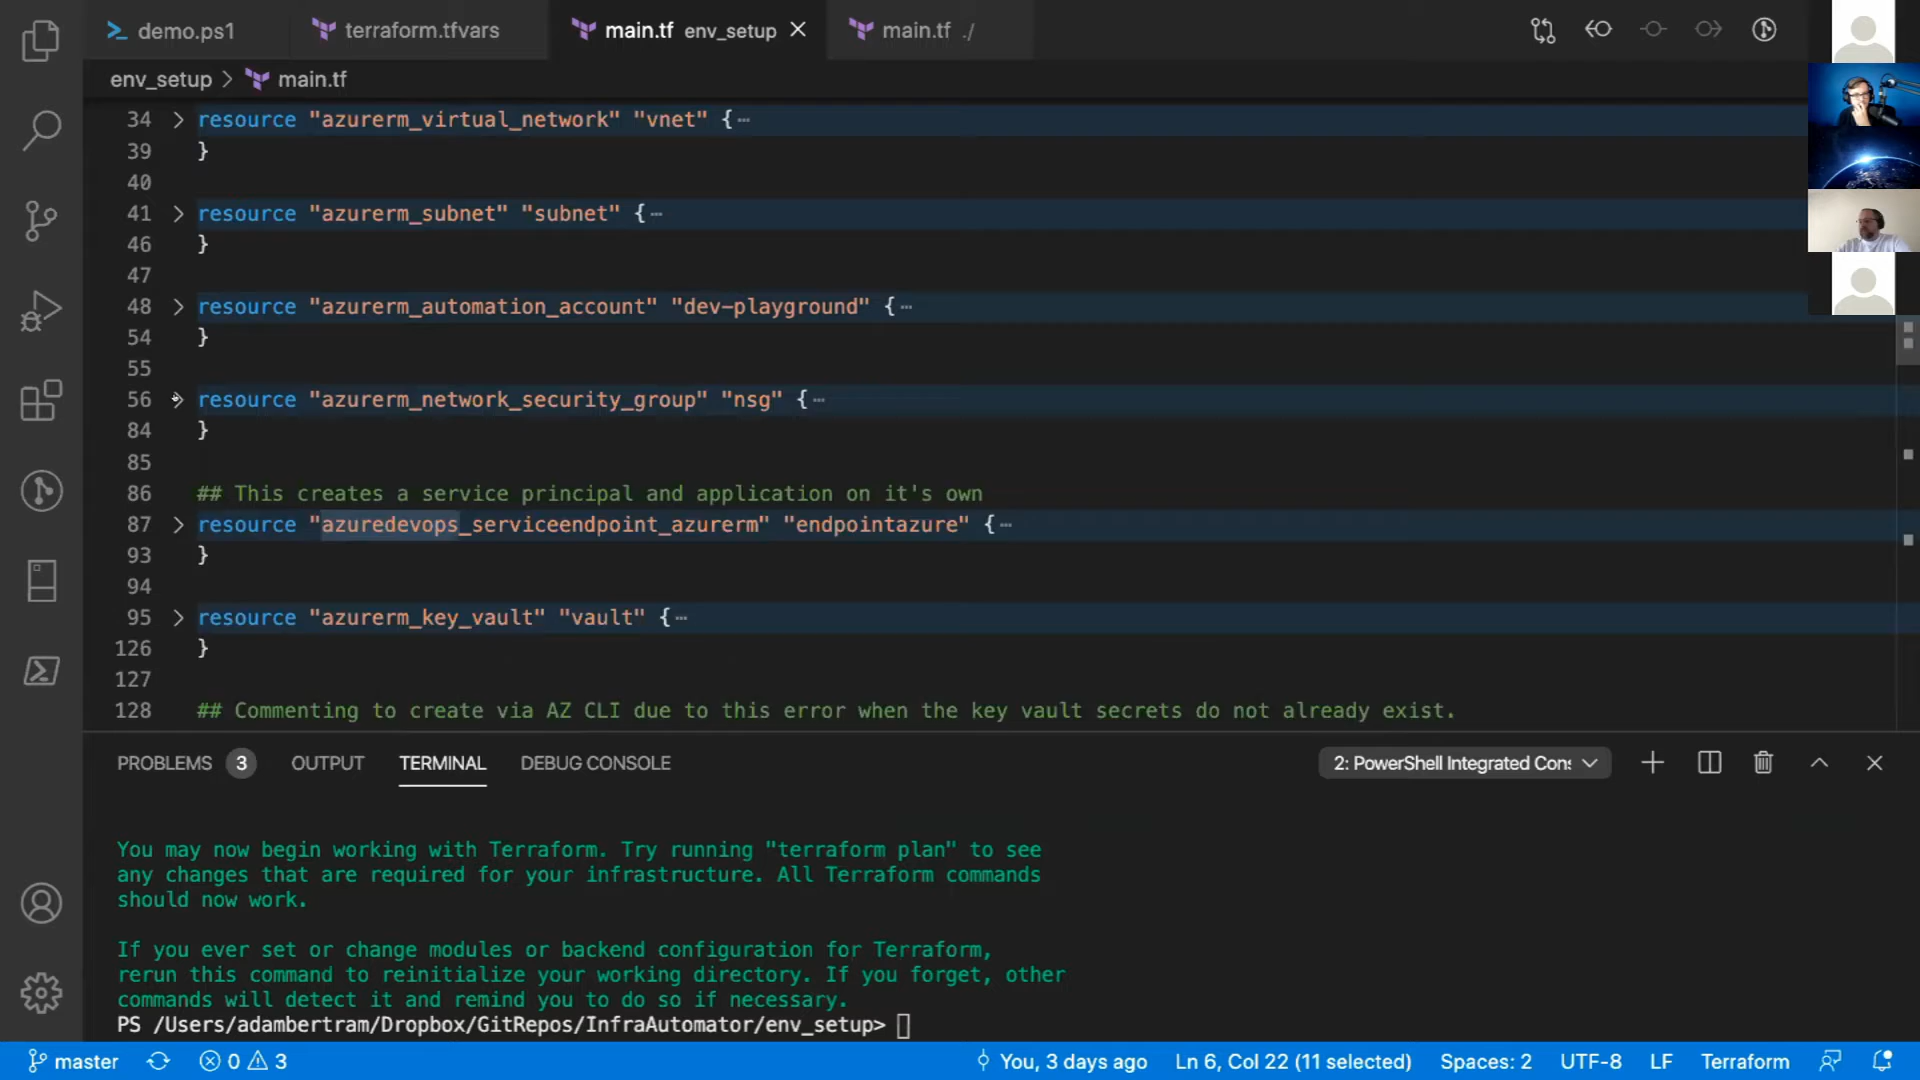 demo.ps1 terraform.tfvars main.tf env_setup main.tf ./
env_setup > main.tf
34 resource "azurerm_virtual_network" "vnet" {
39 }
40
41 resource "azurerm_subnet" "subnet" {
46 }
47
48 resource "azurerm_automation_account" "dev-playground" {
54 }
55
56 resource "azurerm_network_security_group" "nsg" {
84 }
85
86 ## This creates a service principal and application on it's own
87 resource "azuredevops_serviceendpoint_azurerm" "endpointazure" {
93 }
94
95 resource "azurerm_key_vault" "vault" {
126 }
127
128 ## Commenting to create via AZ CLI due to this error when the key vault secrets do not already exist.
PROBLEMS 3 OUTPUT TERMINAL DEBUG CONSOLE 2: PowerShell Integrated Con
You may now begin working with Terraform. Try running "terraform plan" to see
any changes that are required for your infrastructure. All Terraform commands
should now work.
If you ever set or change modules or backend configuration for Terraform,
rerun this command to reinitialize your working directory. If you forget, other
commands will detect it and remind you to do so if necessary.
PS /Users/adambertram/Dropbox/GitRepos/InfraAutomator/env_setup>
master 0 3 You, 3 days ago Ln 6, Col 22 (11 selected) Spaces: 2 UTF-8 LF Terraform